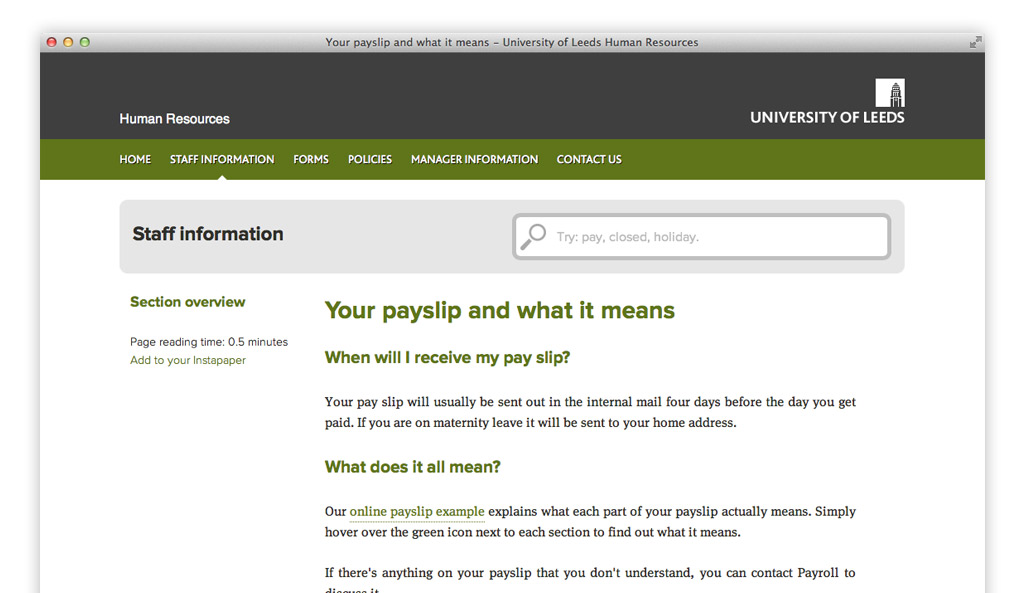 Your payslip and what it means – University of Leeds Human Resources
Human Resources
UNIVERSITY OF LEEDS
HOME STAFF INFORMATION FORMS POLICIES MANAGER INFORMATION CONTACT US
Staff information
Try: pay, closed, holiday.
Section overview
Page reading time: 0.5 minutes
Add to your Instapaper
Your payslip and what it means
When will I receive my pay slip?
Your pay slip will usually be sent out in the internal mail four days before the day you get
paid. If you are on maternity leave it will be sent to your home address.
What does it all mean?
Our online payslip example explains what each part of your payslip actually means. Simply
hover over the green icon next to each section to find out what it means.
If there's anything on your payslip that you don't understand, you can contact Payroll to
discuss it.